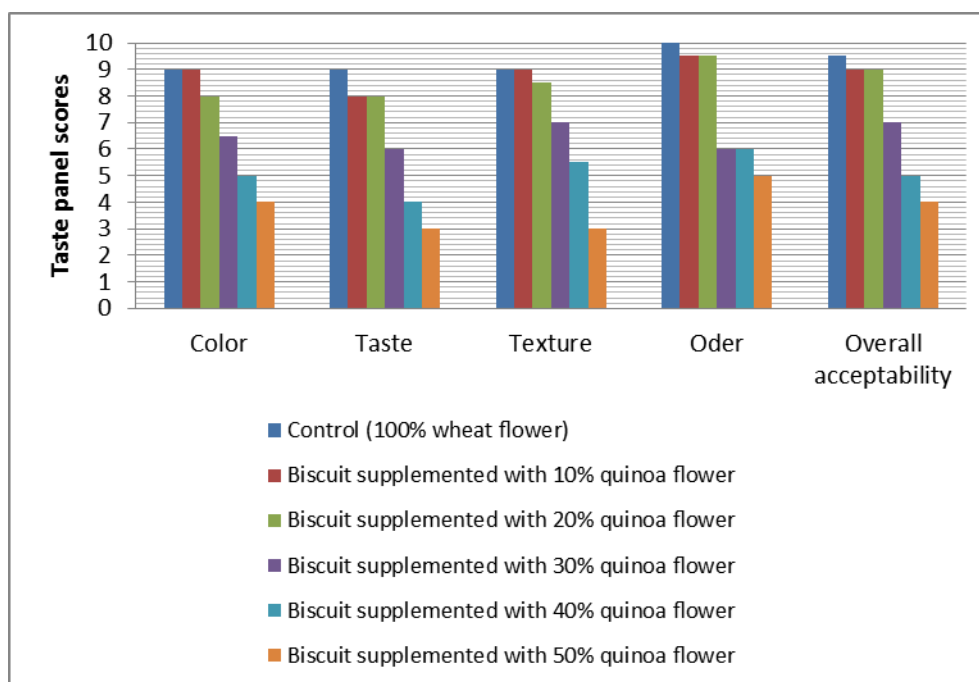 Taste panel scores
10
9
8
7
6
5
4
3
2
1
0
Color Taste Texture Oder Overall
acceptability
Control (100% wheat flower)
Biscuit supplemented with 10% quinoa flower
Biscuit supplemented with 20% quinoa flower
Biscuit supplemented with 30% quinoa flower
Biscuit supplemented with 40% quinoa flower
Biscuit supplemented with 50% quinoa flower